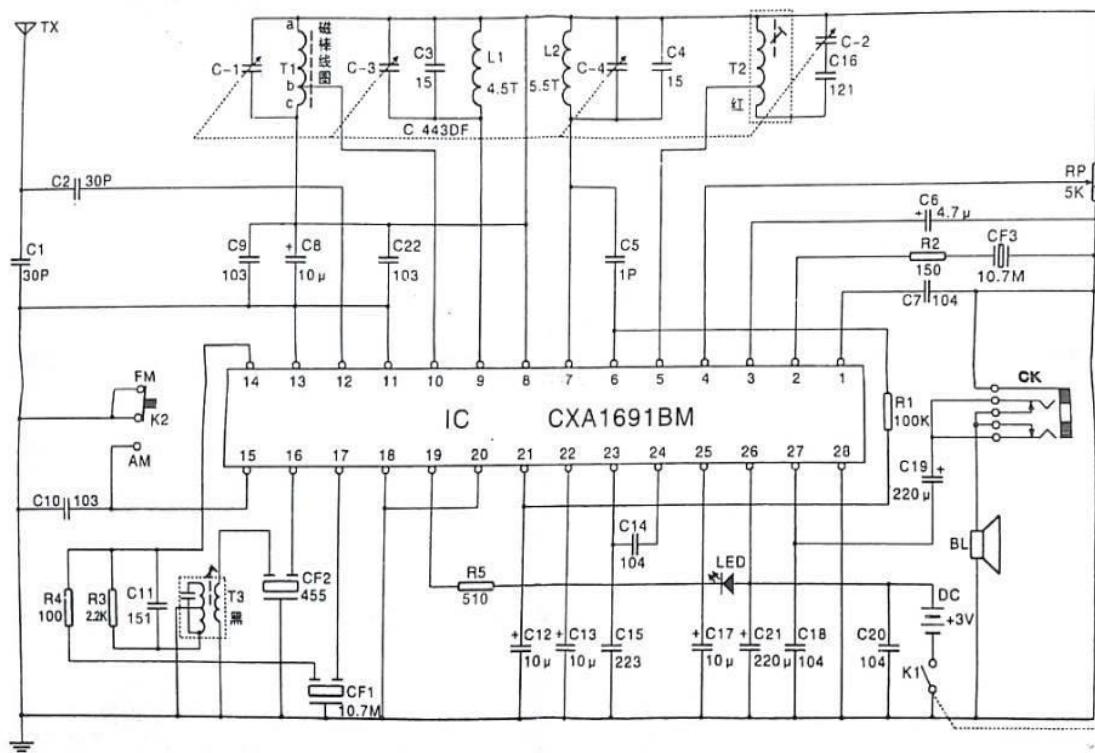 TX
a
磁棒线图
C-1
T1
b
c
C-3
C3
15
L1
4.5T
L2
5.5T
C-4
C4
15
T2
红
C-2
C16
121
C 443DF
C2
30P
RP
5K
C6
+ 4.7μ
C1
30P
C9
103
+ C8
10μ
C22
103
C5
1P
R2
150
CF3
10.7M
C7 104
14 13 12 11 10 9 8 7 6 5 4 3 2 1
FM
K2
AM
IC CXA1691BM
R1
100K
CK
15 16 17 18 19 20 21 22 23 24 25 26 27 28
C19 +
220μ
C10 103
C14
104
BL
LED
R5
510
DC
+3V
R4
100
R3
2.2K
C11
151
T3
黑
CF2
455
+ C12
10μ
+ C13
10μ
C15
223
+ C17
10μ
+ C21
220μ
C18
104
C20
104
K1
CF1
10.7M